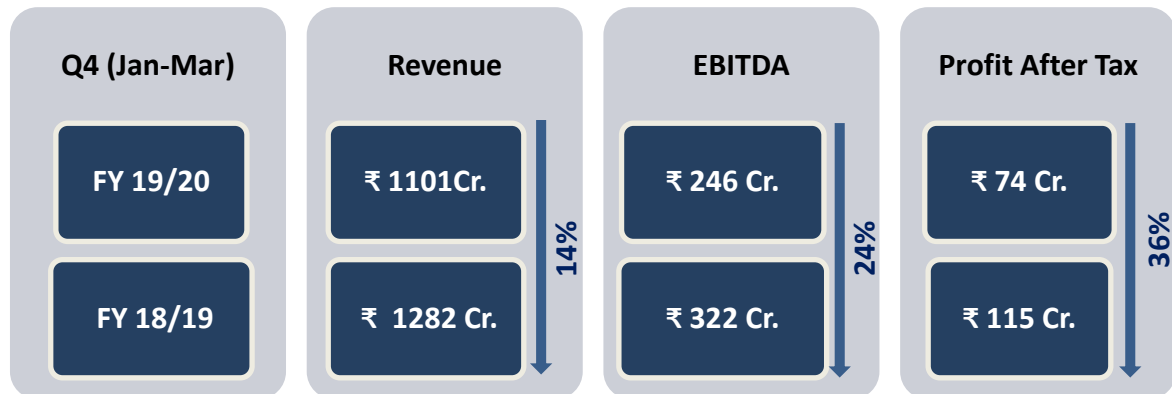 Q4 (Jan-Mar)
FY 19/20
FY 18/19
Revenue
₹ 1101Cr.
₹ 1282 Cr.
14%
EBITDA
₹ 246 Cr.
₹ 322 Cr.
24%
Profit After Tax
₹ 74 Cr.
₹ 115 Cr.
36%